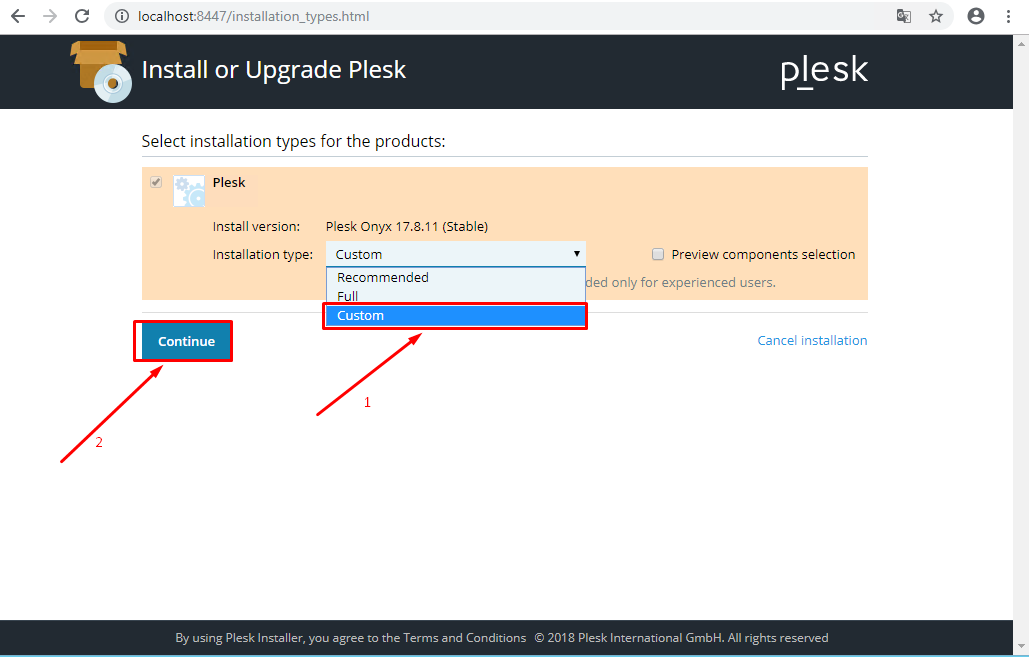 localhost:8447/installation_types.html
Install or Upgrade Plesk
plesk
Select installation types for the products:
Plesk
Install version: Plesk Onyx 17.8.11 (Stable)
Installation type: Custom Preview components selection
Recommended
ded only for experienced users.
Full
Custom
Continue
Cancel installation
1
2
By using Plesk Installer, you agree to the Terms and Conditions © 2018 Plesk International GmbH. All rights reserved